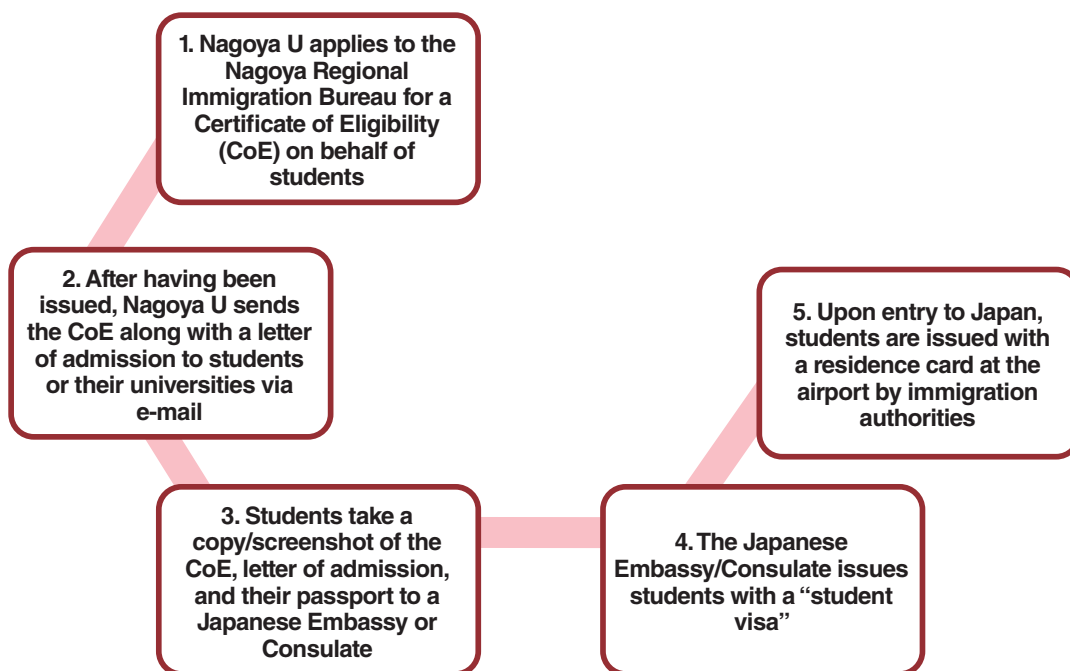 1. Nagoya U applies to the
Nagoya Regional
Immigration Bureau for a
Certificate of Eligibility
(CoE) on behalf of
students
2. After having been
issued, Nagoya U sends
the CoE along with a letter
of admission to students
or their universities via
e-mail
3. Students take a
copy/screenshot of the
CoE, letter of admission,
and their passport to a
Japanese Embassy or
Consulate
4. The Japanese
Embassy/Consulate issues
students with a “student
visa”
5. Upon entry to Japan,
students are issued with
a residence card at the
airport by immigration
authorities